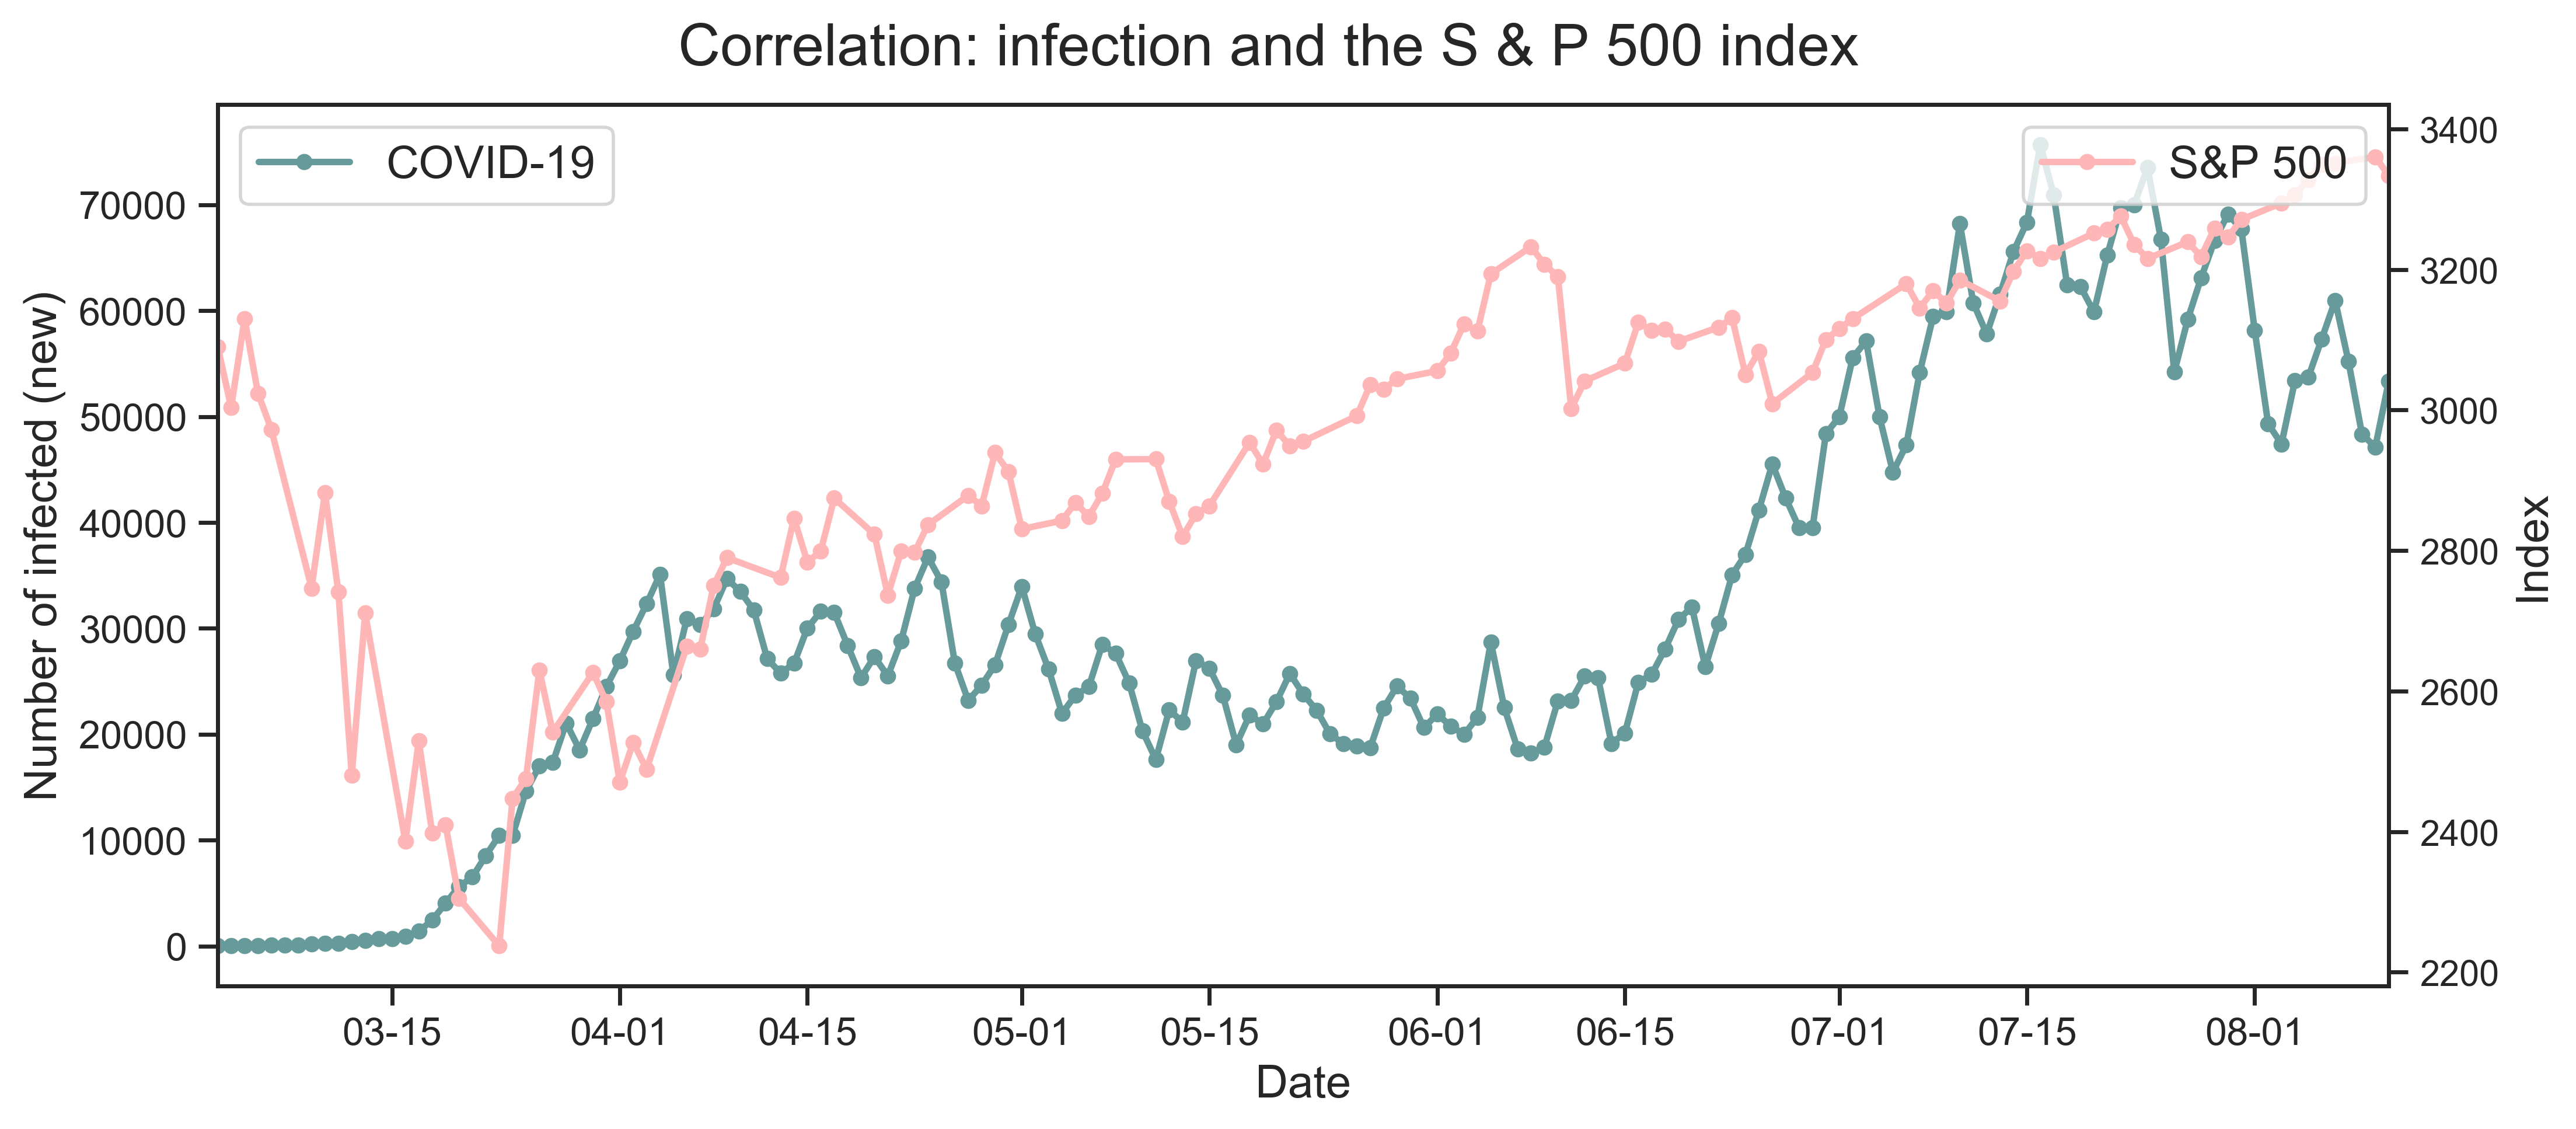 Correlation: infection and the S & P 500 index
COVID-19
S&P 500
Number of infected (new)
70000
60000
50000
40000
30000
20000
10000
0
3400
3200
3000
2800
2600
2400
2200
Index
03-15 04-01 04-15 05-01 05-15 06-01 06-15 07-01 07-15 08-01
Date